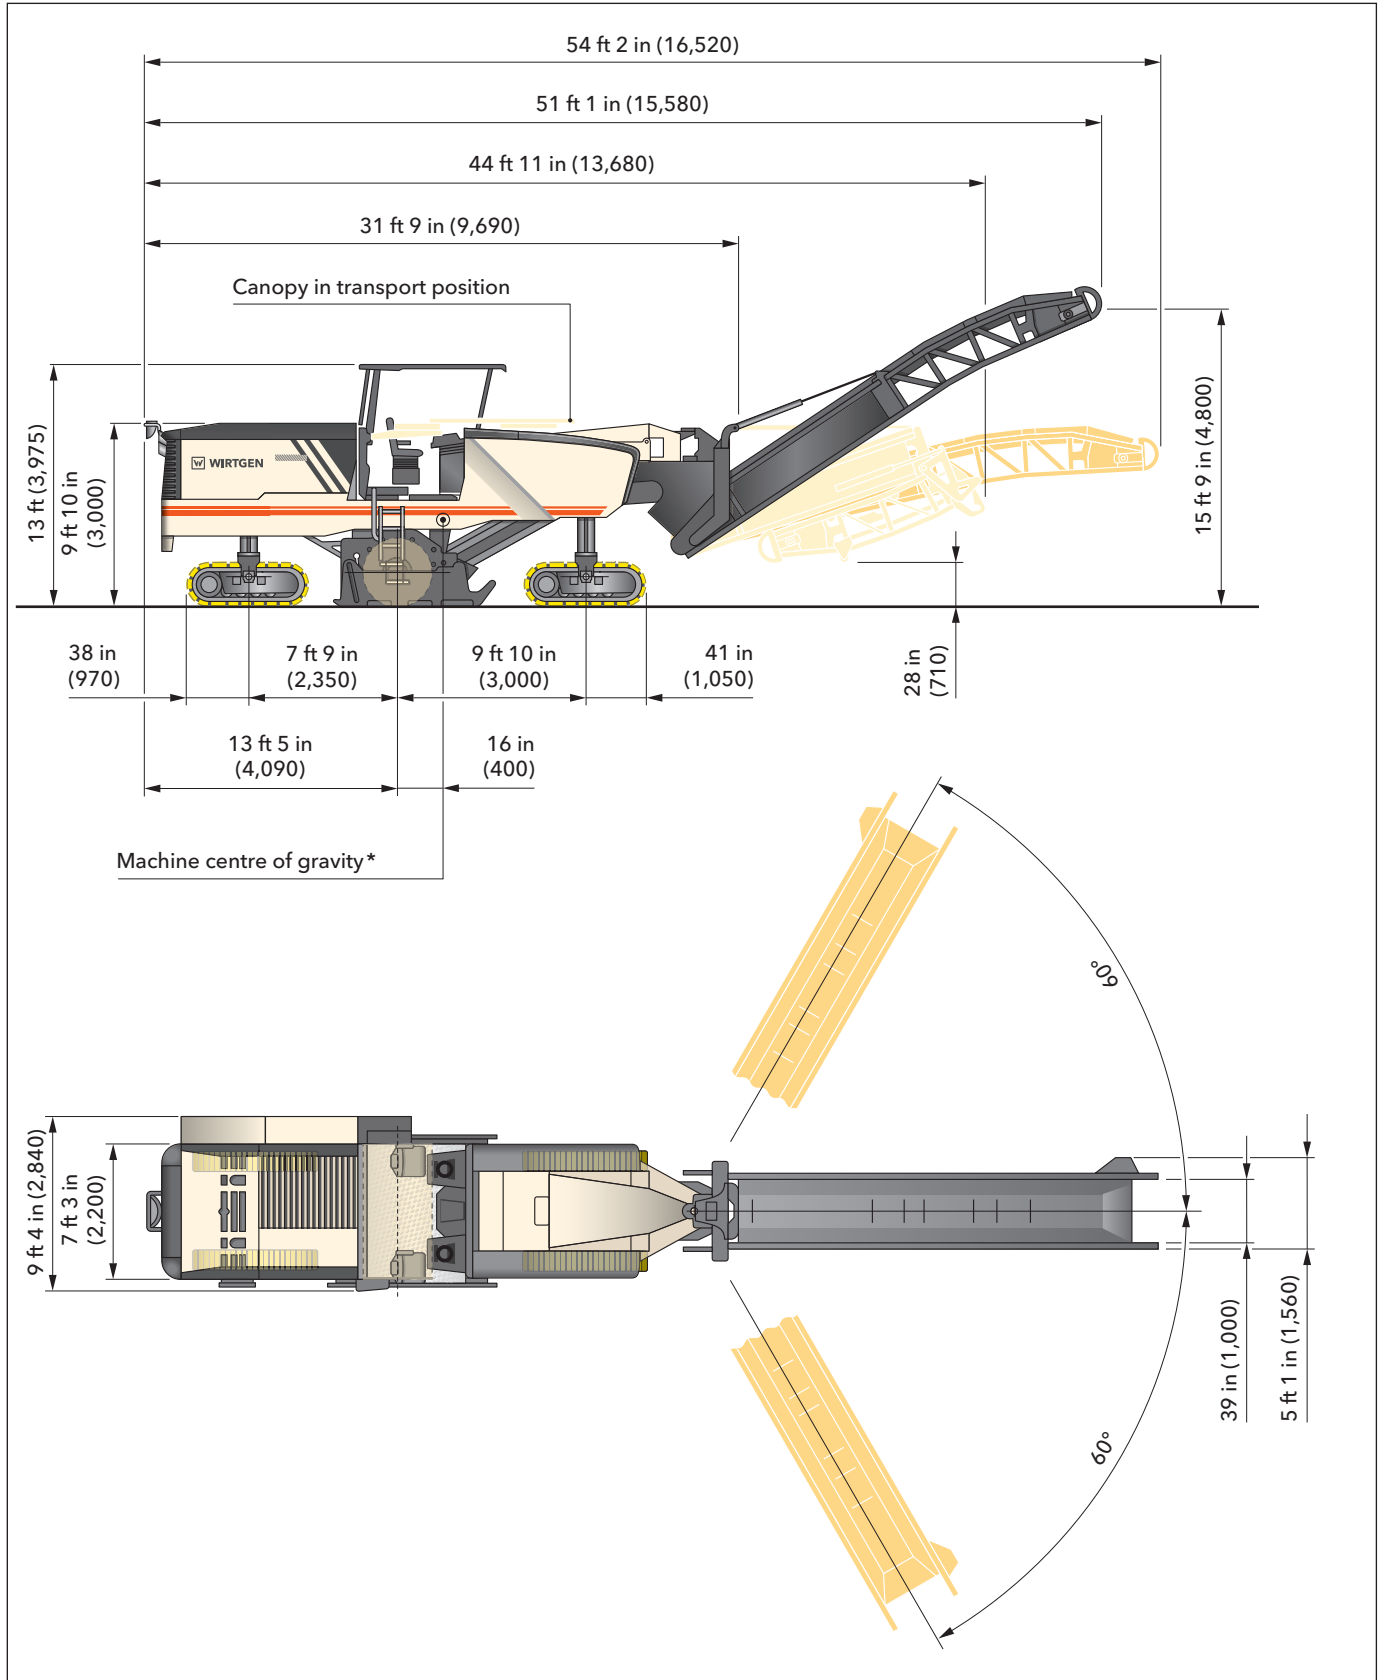 54 ft 2 in (16,520)
51 ft 1 in (15,580)
44 ft 11 in (13,680)
31 ft 9 in (9,690)
Canopy in transport position
13 ft (3,975)
9 ft 10 in
(3,000)
W WIRTGEN
15 ft 9 in (4,800)
38 in
(970)
7 ft 9 in
(2,350)
9 ft 10 in
(3,000)
41 in
(1,050)
28 in
(710)
13 ft 5 in
(4,090)
16 in
(400)
Machine centre of gravity*
60°
9 ft 4 in (2,840)
7 ft 3 in
(2,200)
39 in (1,000)
5 ft 1 in (1,560)
60°